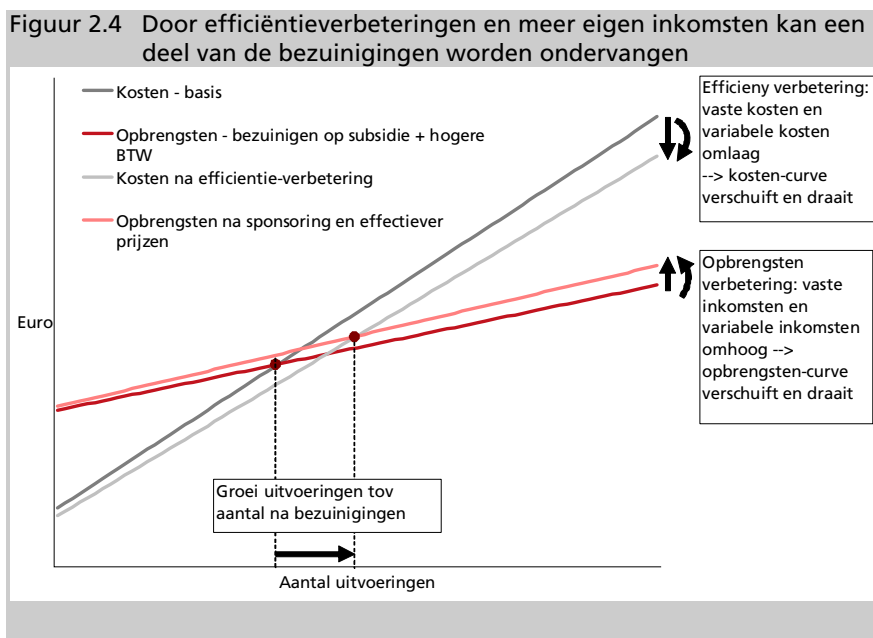 Figuur 2.4 Door efficiëntieverbeteringen en meer eigen inkomsten kan een
deel van de bezuinigingen worden ondervangen
Kosten - basis
Opbrengsten - bezuinigen op subsidie + hogere
BTW
Kosten na efficientie-verbetering
Opbrengsten na sponsoring en effectiever
prijzen
Efficieny verbetering:
vaste kosten en
variabele kosten
omlaag
--> kosten-curve
verschuift en draait
Opbrengsten
verbetering: vaste
inkomsten en
variabele inkomsten
omhoog -->
opbrengsten-curve
verschuift en draait
Euro
Groei uitvoeringen tov
aantal na bezuinigingen
Aantal uitvoeringen